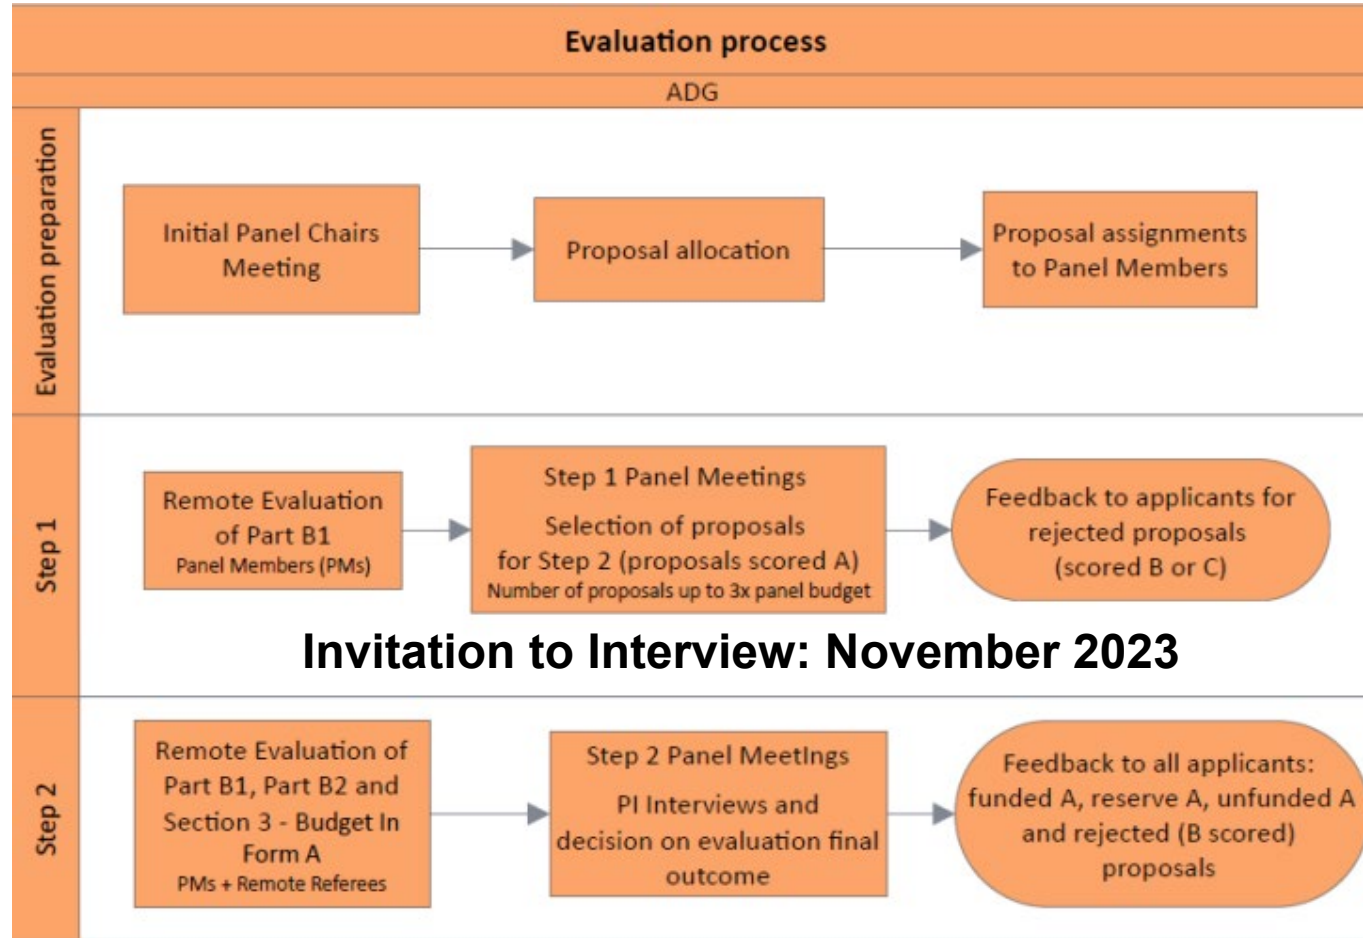 Evaluation process
ADG
Evaluation preparation
Initial Panel Chairs
Meeting
Proposal allocation
Proposal assignments
to Panel Members
Step 1
Remote Evaluation
of Part B1
Panel Members (PMs)
Step 1 Panel Meetings
Selection of proposals
for Step 2 (proposals scored A)
Number of proposals up to 3x panel budget
Feedback to applicants for
rejected proposals
(scored B or C)
Invitation to Interview: November 2023
Step 2
Remote Evaluation of
Part B1, Part B2 and
Section 3 - Budget In
Form A
PMs + Remote Referees
Step 2 Panel MeetIngs
PI Interviews and
decision on evaluation final
outcome
Feedback to all applicants:
funded A, reserve A, unfunded A
and rejected (B scored)
proposals